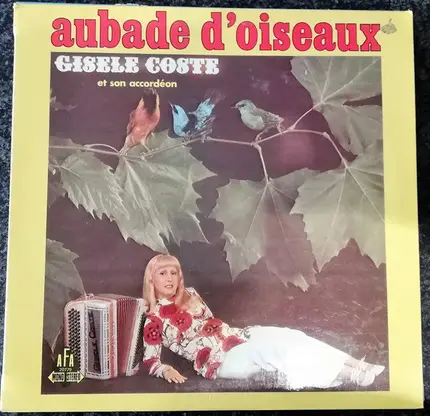 aubade d'oiseaux
GISELE COSTE
et son accordéon
AFA